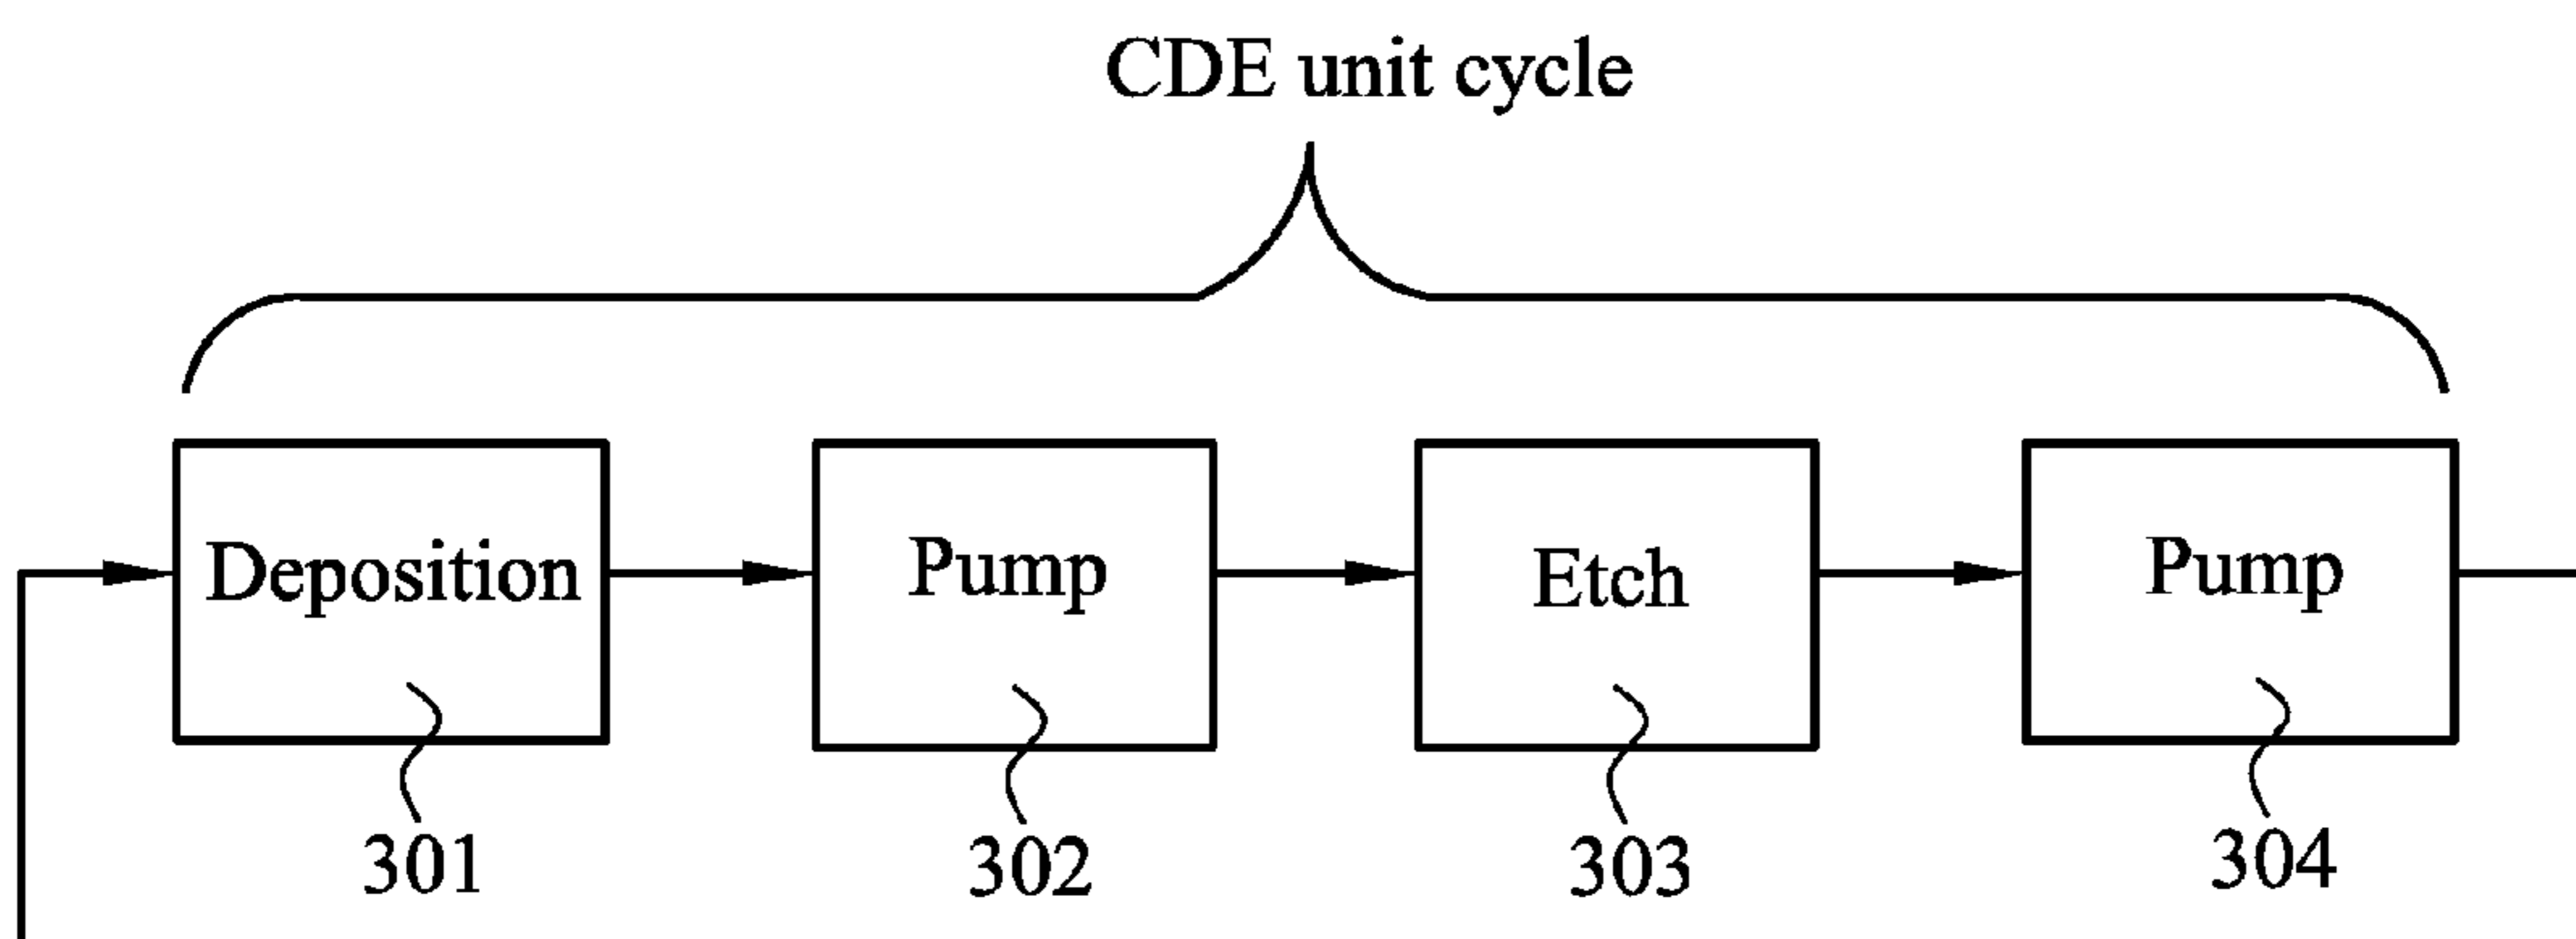 CDE unit cycle
Deposition
Pump
Etch
Pump
301
302
303
304